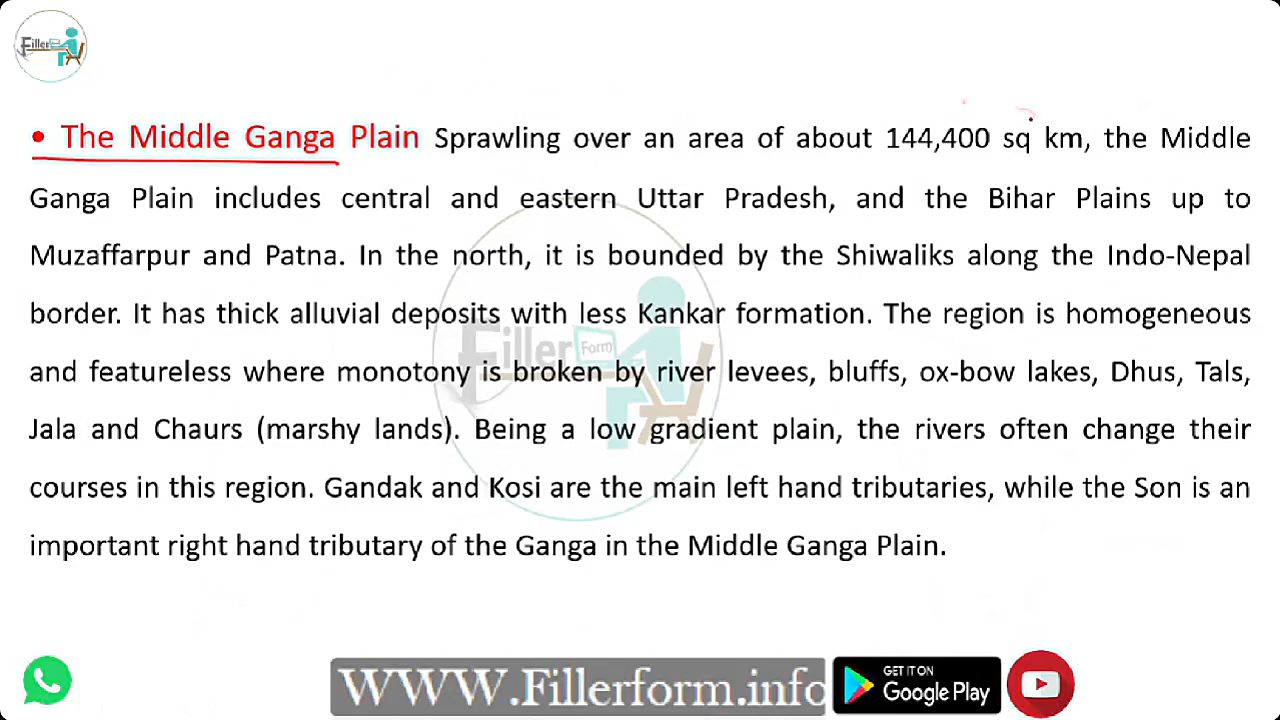 Filler
• The Middle Ganga Plain Sprawling over an area of about 144,400 sq km, the Middle
Ganga Plain includes central and eastern Uttar Pradesh, and the Bihar Plains up to
Muzaffarpur and Patna. In the north, it is bounded by the Shiwaliks along the Indo-Nepal
border. It has thick alluvial deposits with less Kankar formation. The region is homogeneous
and featureless where monotony is broken by river levees, bluffs, ox-bow lakes, Dhus, Tals,
Jala and Chaurs (marshy lands). Being a low gradient plain, the rivers often change their
courses in this region. Gandak and Kosi are the main left hand tributaries, while the Son is an
important right hand tributary of the Ganga in the Middle Ganga Plain.
Filler Form
WWW.Fillerform.info
GET IT ON
Google Play